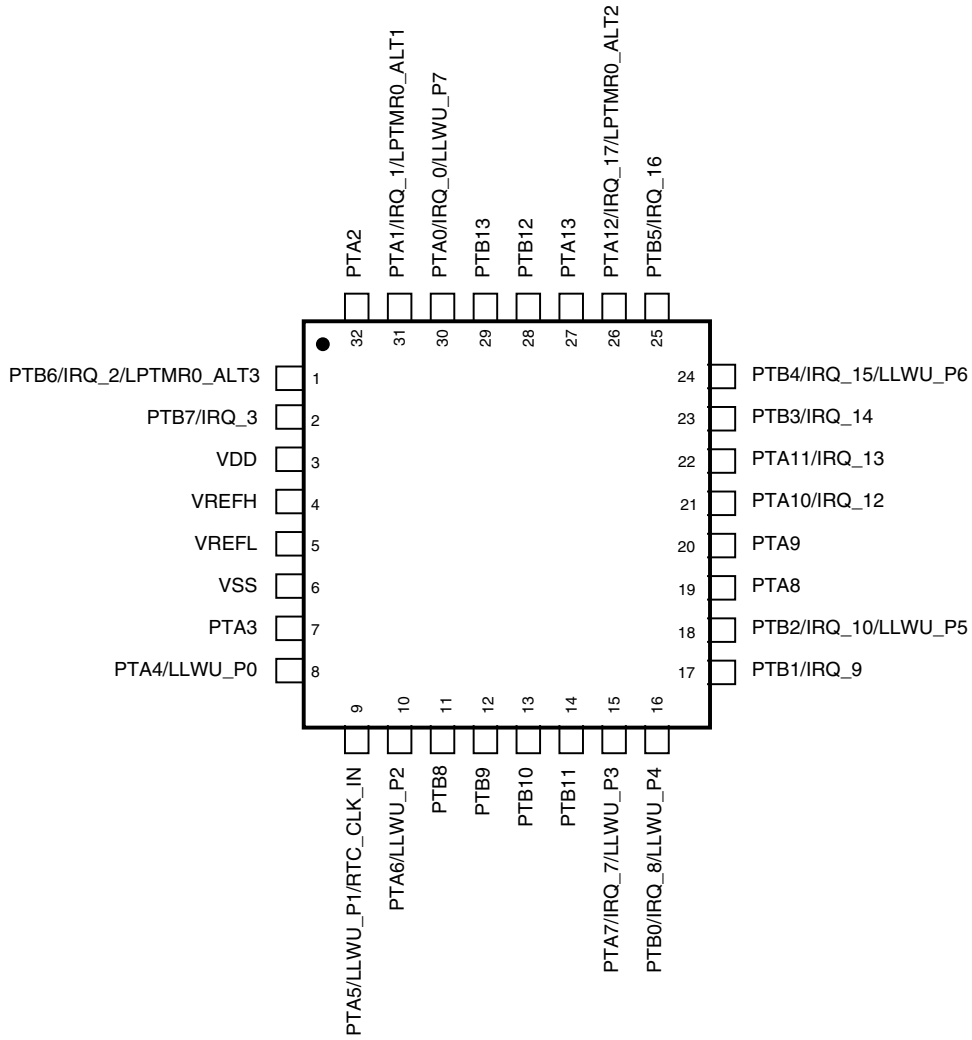 PTA2
PTA1/IRQ_1/LPTMR0_ALT1
PTA0/IRQ_0/LLWU_P7
PTB13
PTB12
PTA13
PTA12/IRQ_17/LPTMR0_ALT2
PTB5/IRQ_16
32
31
30
29
28
27
26
25
PTB6/IRQ_2/LPTMR0_ALT3
1
PTB7/IRQ_3
2
VDD
3
VREFH
4
VREFL
5
VSS
6
PTA3
7
PTA4/LLWU_P0
8
24
PTB4/IRQ_15/LLWU_P6
23
PTB3/IRQ_14
22
PTA11/IRQ_13
21
PTA10/IRQ_12
20
PTA9
19
PTA8
18
PTB2/IRQ_10/LLWU_P5
17
PTB1/IRQ_9
9
10
11
12
13
14
15
16
PTA5/LLWU_P1/RTC_CLK_IN
PTA6/LLWU_P2
PTB8
PTB9
PTB10
PTB11
PTA7/IRQ_7/LLWU_P3
PTB0/IRQ_8/LLWU_P4